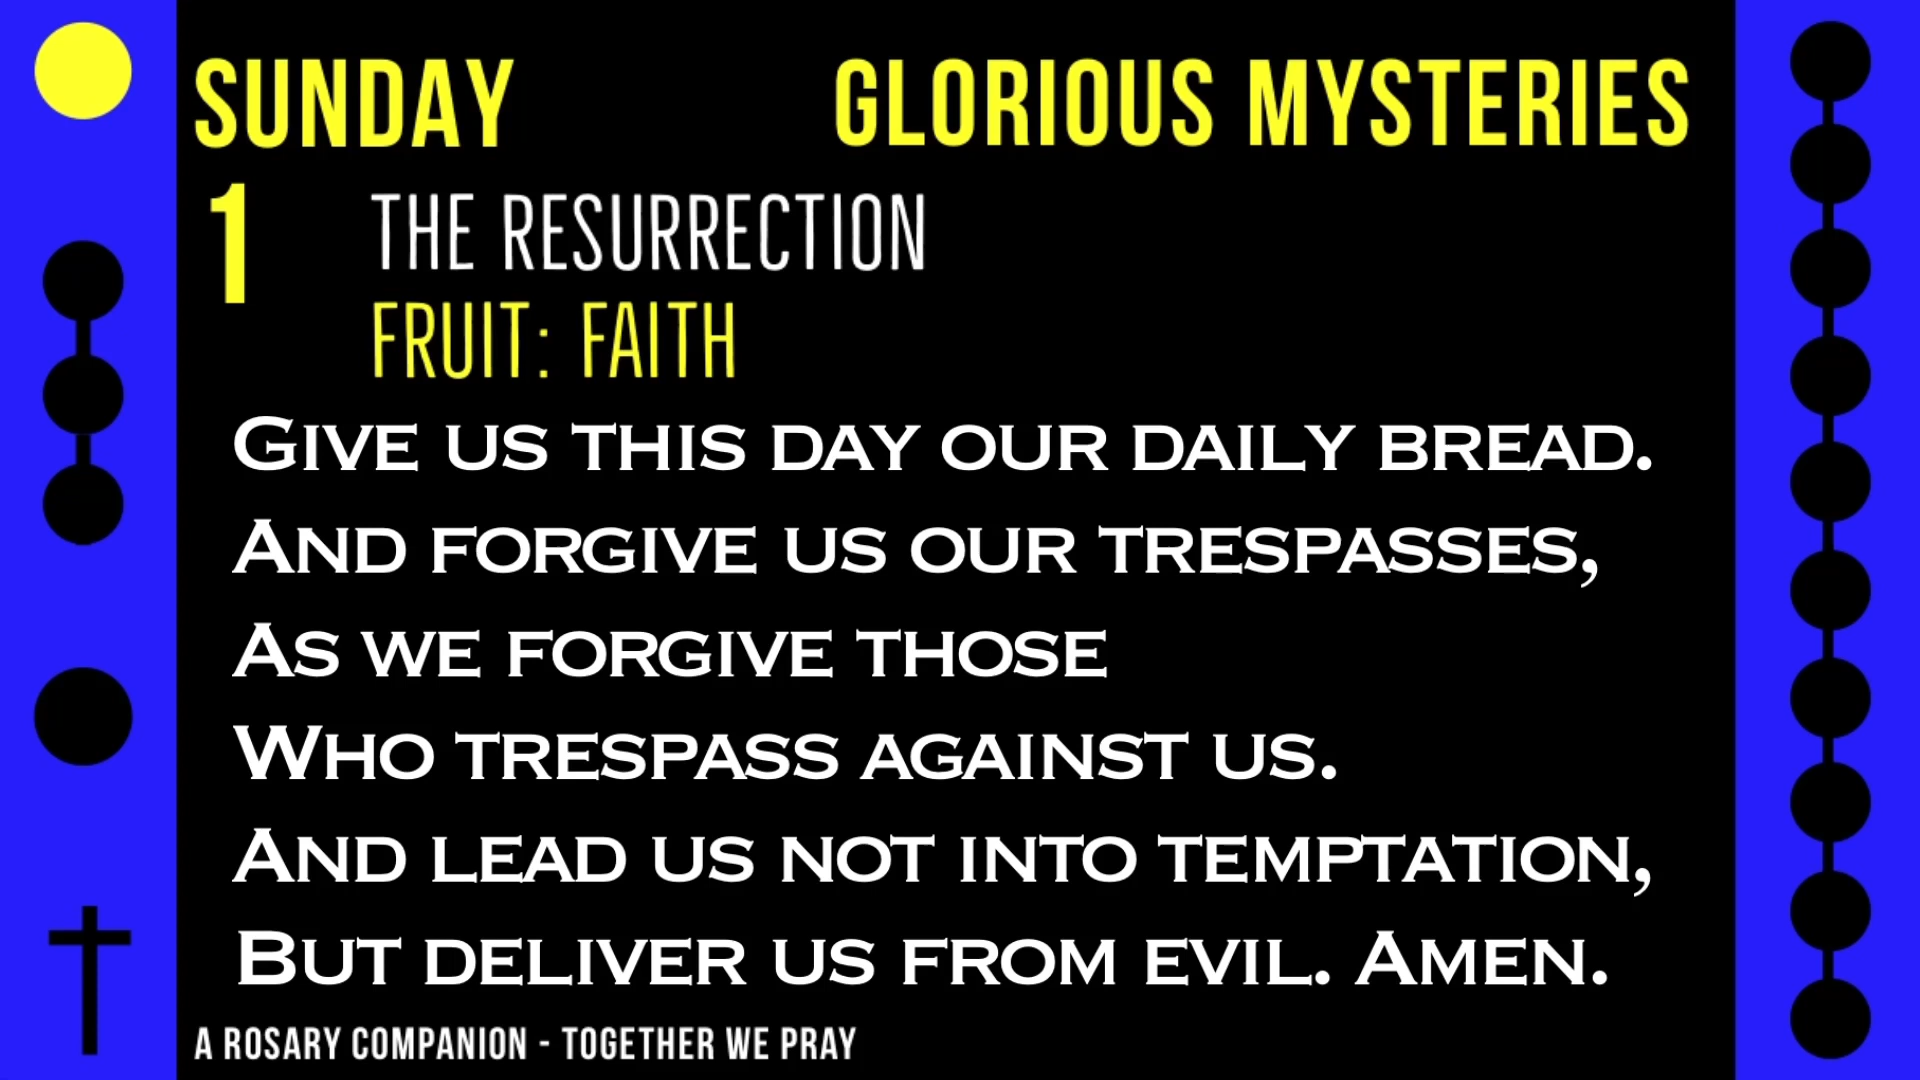 SUNDAY GLORIOUS MYSTERIES
1 THE RESURRECTION
FRUIT: FAITH
GIVE US THIS DAY OUR DAILY BREAD.
AND FORGIVE US OUR TRESPASSES,
AS WE FORGIVE THOSE
WHO TRESPASS AGAINST US.
AND LEAD US NOT INTO TEMPTATION,
BUT DELIVER US FROM EVIL. AMEN.
A ROSARY COMPANION - TOGETHER WE PRAY